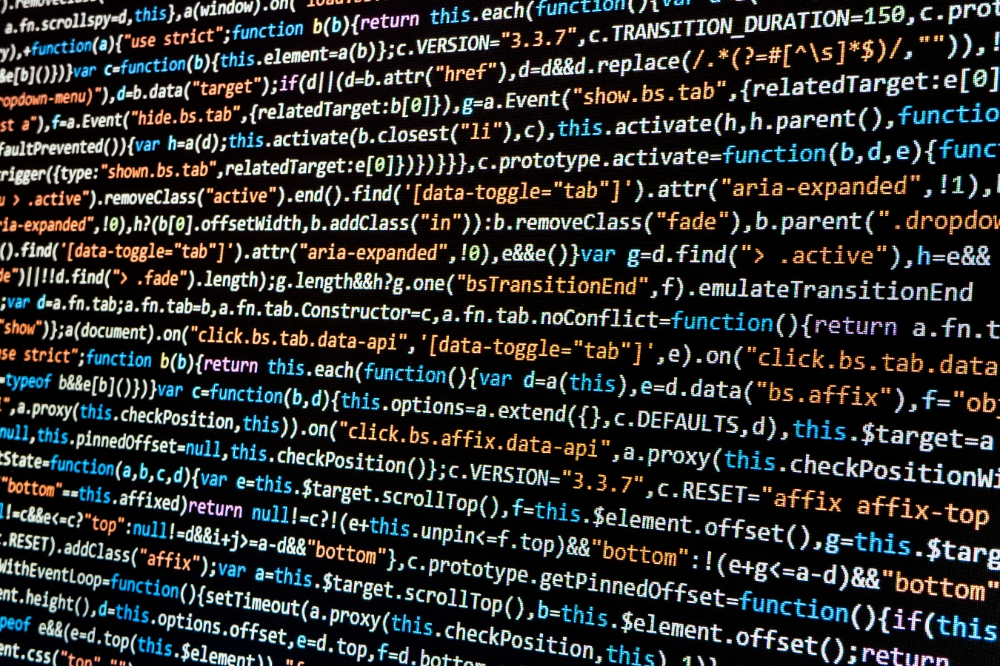 a.fn.scrollspy=d,this},a(window).on(
y),+function(a){"use strict";function b(b){return this.each(function(){var
&e[b]()})}var c=function(b){this.element=a(b)};c.VERSION="3.3.7",c.TRANSITION_DURATION=150,c.prot
ropdown-menu)"),d=b.data("target");if(d||(d=b.attr("href"),d=d&&d.replace(/.*(?=#[^\s]*$)/,"")),!
st a"),f=a.Event("hide.bs.tab",{relatedTarget:b[0]}),g=a.Event("show.bs.tab",{relatedTarget:e[0]
faultPrevented()){var h=a(d);this.activate(b.closest("li"),c),this.activate(h,h.parent(),functio
rigger({type:"shown.bs.tab",relatedTarget:e[0]})})}}},c.prototype.activate=function(b,d,e){func
> .active").removeClass("active").end().find('[data-toggle="tab"]').attr("aria-expanded",!1),
ria-expanded",!0),h?(b[0].offsetWidth,b.addClass("in")):b.removeClass("fade"),b.parent(".dropdow
().find('[data-toggle="tab"]').attr("aria-expanded",!0),e&&e()}var g=d.find("> .active"),h=e&&
de")||!!d.find("> .fade").length);g.length&&h?g.one("bsTransitionEnd",f).emulateTransitionEnd
;var d=a.fn.tab;a.fn.tab=b,a.fn.tab.Constructor=c,a.fn.tab.noConflict=function(){return a.fn.t
"show")};a(document).on("click.bs.tab.data-api",'[data-toggle="tab"]',e).on("click.bs.tab.data
se strict";function b(b){return this.each(function(){var d=a(this),e=d.data("bs.affix"),f="obj
=typeof b&&e[b]()})}var c=function(b,d){this.options=a.extend({},c.DEFAULTS,d),this.$target=a
",a.proxy(this.checkPosition,this)).on("click.bs.affix.data-api",a.proxy(this.checkPositionWi
null,this.pinnedOffset=null,this.checkPosition()};c.VERSION="3.3.7",c.RESET="affix affix-top
tState=function(a,b,c,d){var e=this.$target.scrollTop(),f=this.$element.offset(),g=this.$targ
"bottom"==this.affixed)return null!=c?!(e+this.unpin<=f.top)&&"bottom":!(e+g<=a-d)&&"bottom"
l!=c&&e<=c?"top":null!=d&&i+j>=a-d&&"bottom"},c.prototype.getPinnedOffset=function(){if(this
.RESET).addClass("affix");var a=this.$target.scrollTop(),b=this.$element.offset();return
WithEventLoop=function(){setTimeout(a.proxy(this.checkPosition,this),1)}
ent.height(),d=this.options.offset,e=d.top,f=d.bottom
peof e&&(e=d.top(this.$element)),"f
ent.css("top",""),